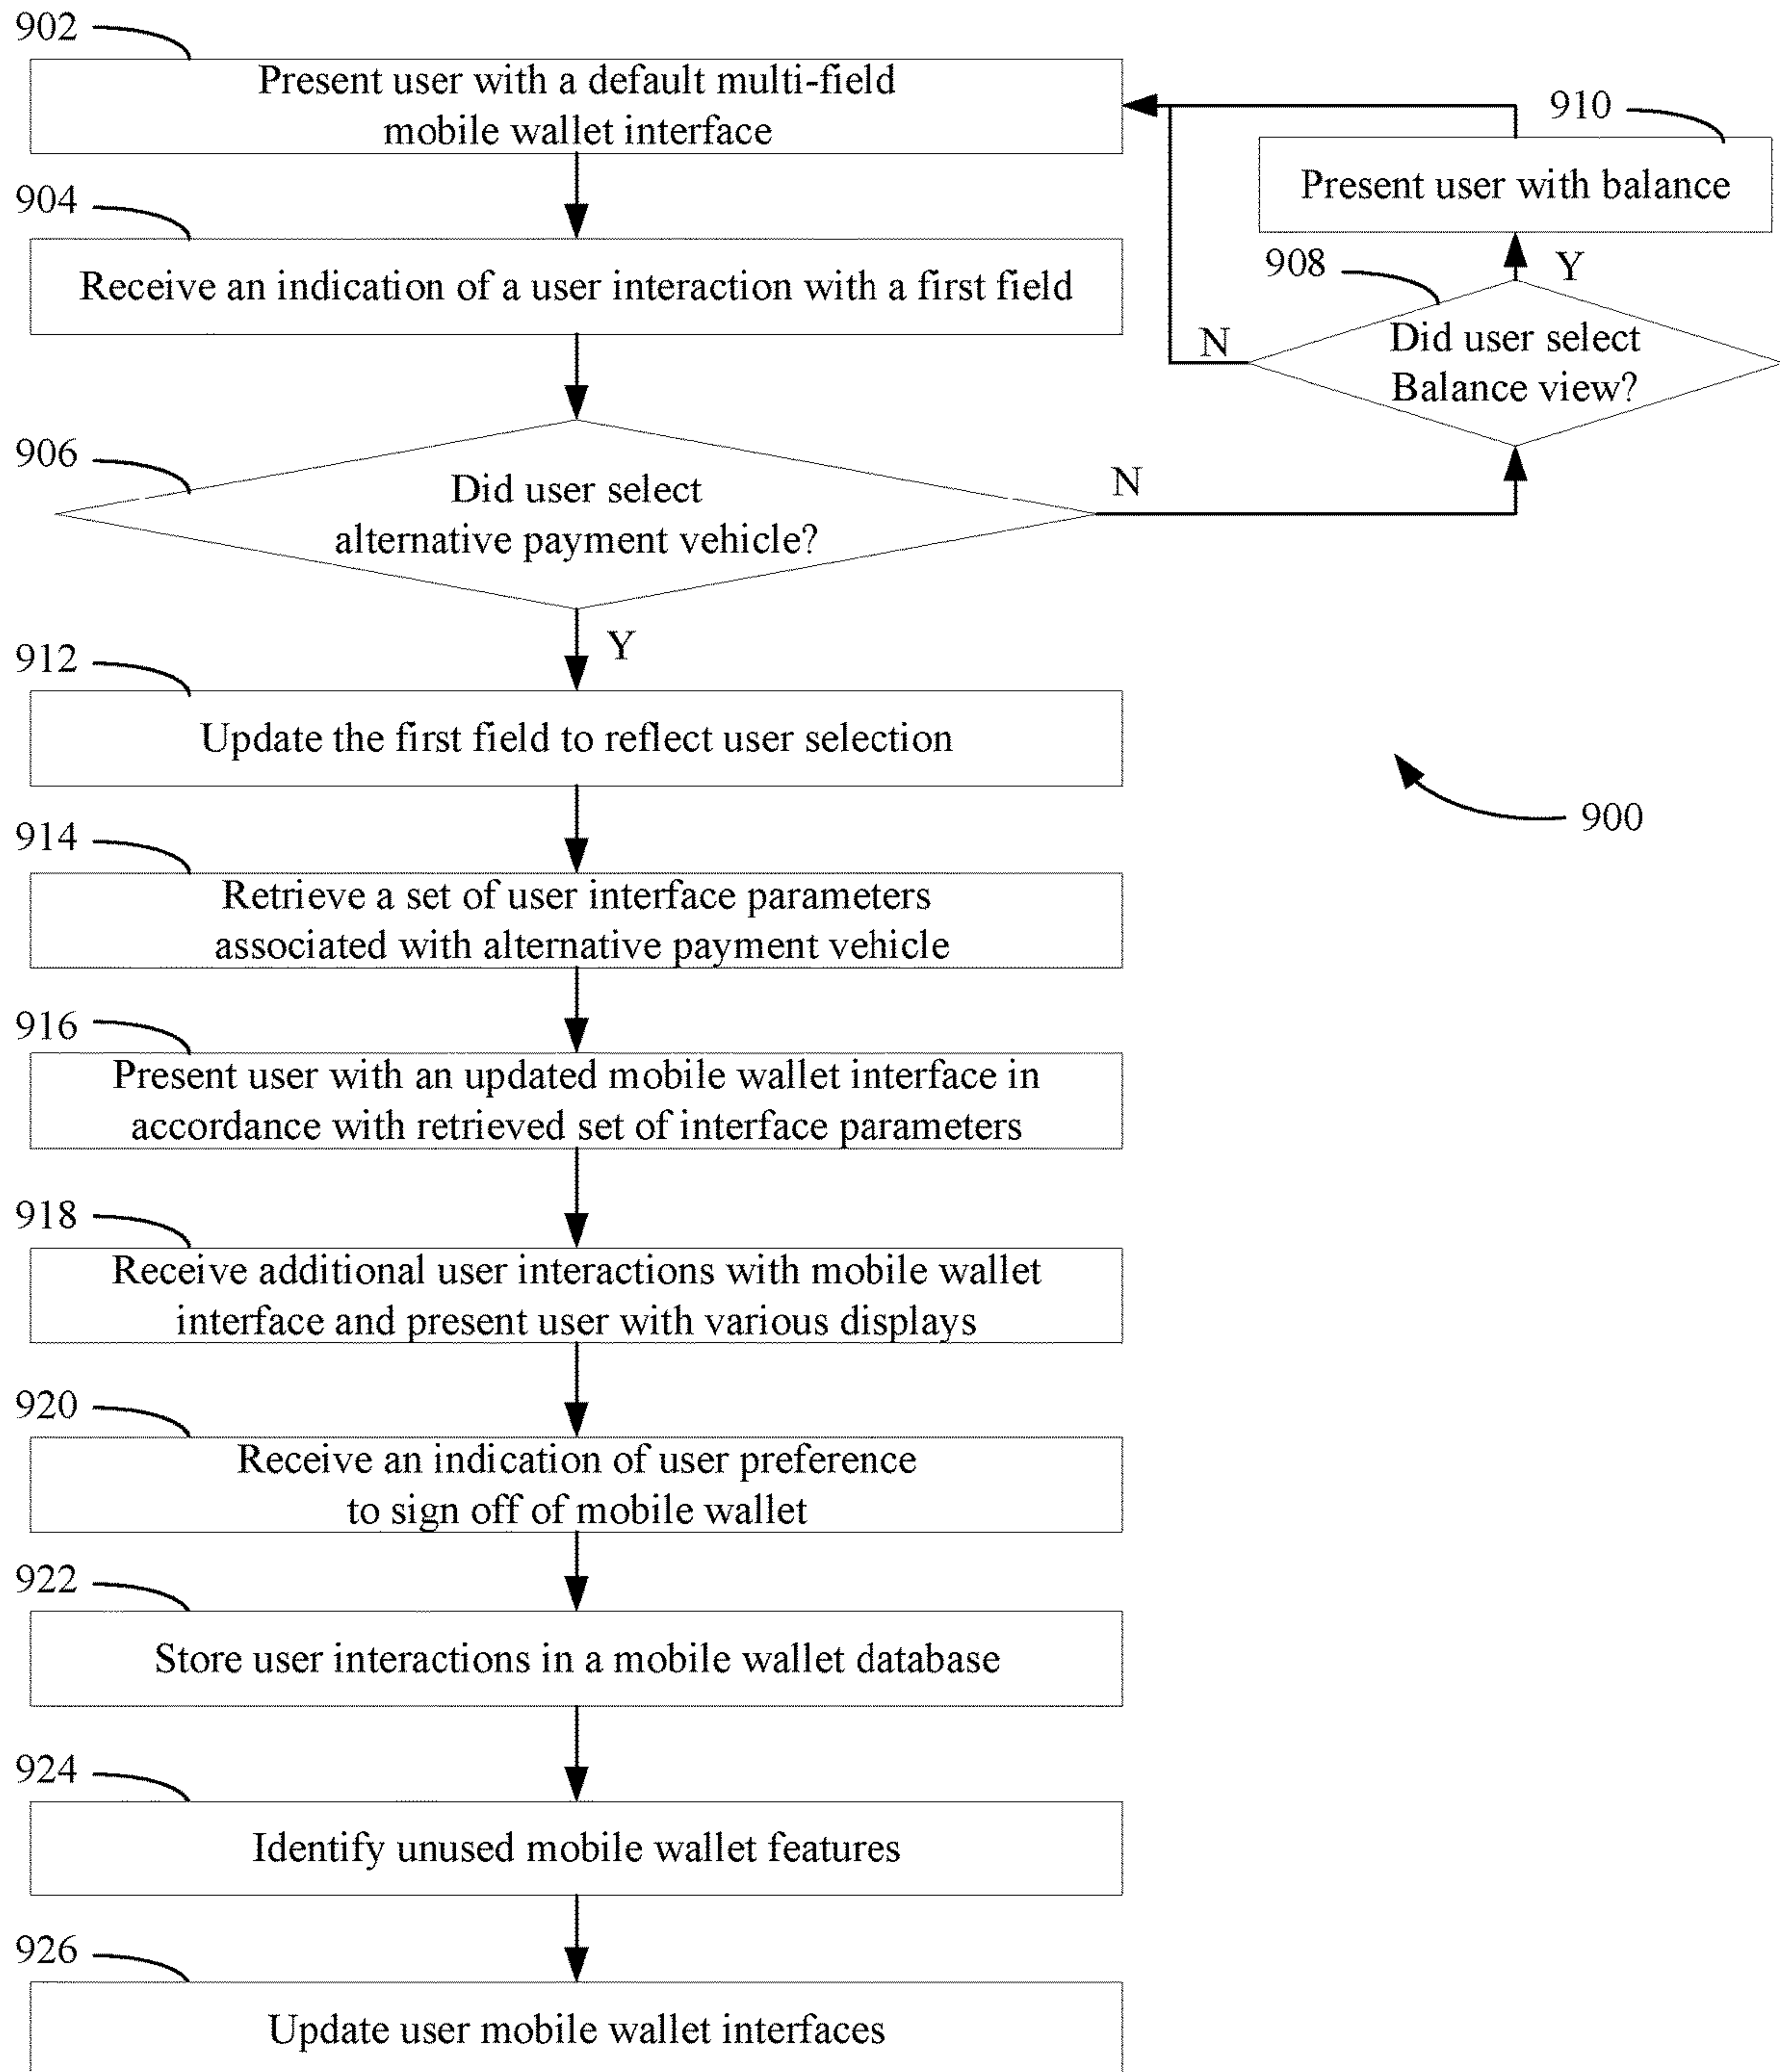 902
Present user with a default multi-field
mobile wallet interface
910
Present user with balance
904
Receive an indication of a user interaction with a first field
908
Y
N
Did user select
Balance view?
906
Did user select
alternative payment vehicle?
N
Y
912
Update the first field to reflect user selection
900
914
Retrieve a set of user interface parameters
associated with alternative payment vehicle
916
Present user with an updated mobile wallet interface in
accordance with retrieved set of interface parameters
918
Receive additional user interactions with mobile wallet
interface and present user with various displays
920
Receive an indication of user preference
to sign off of mobile wallet
922
Store user interactions in a mobile wallet database
924
Identify unused mobile wallet features
926
Update user mobile wallet interfaces